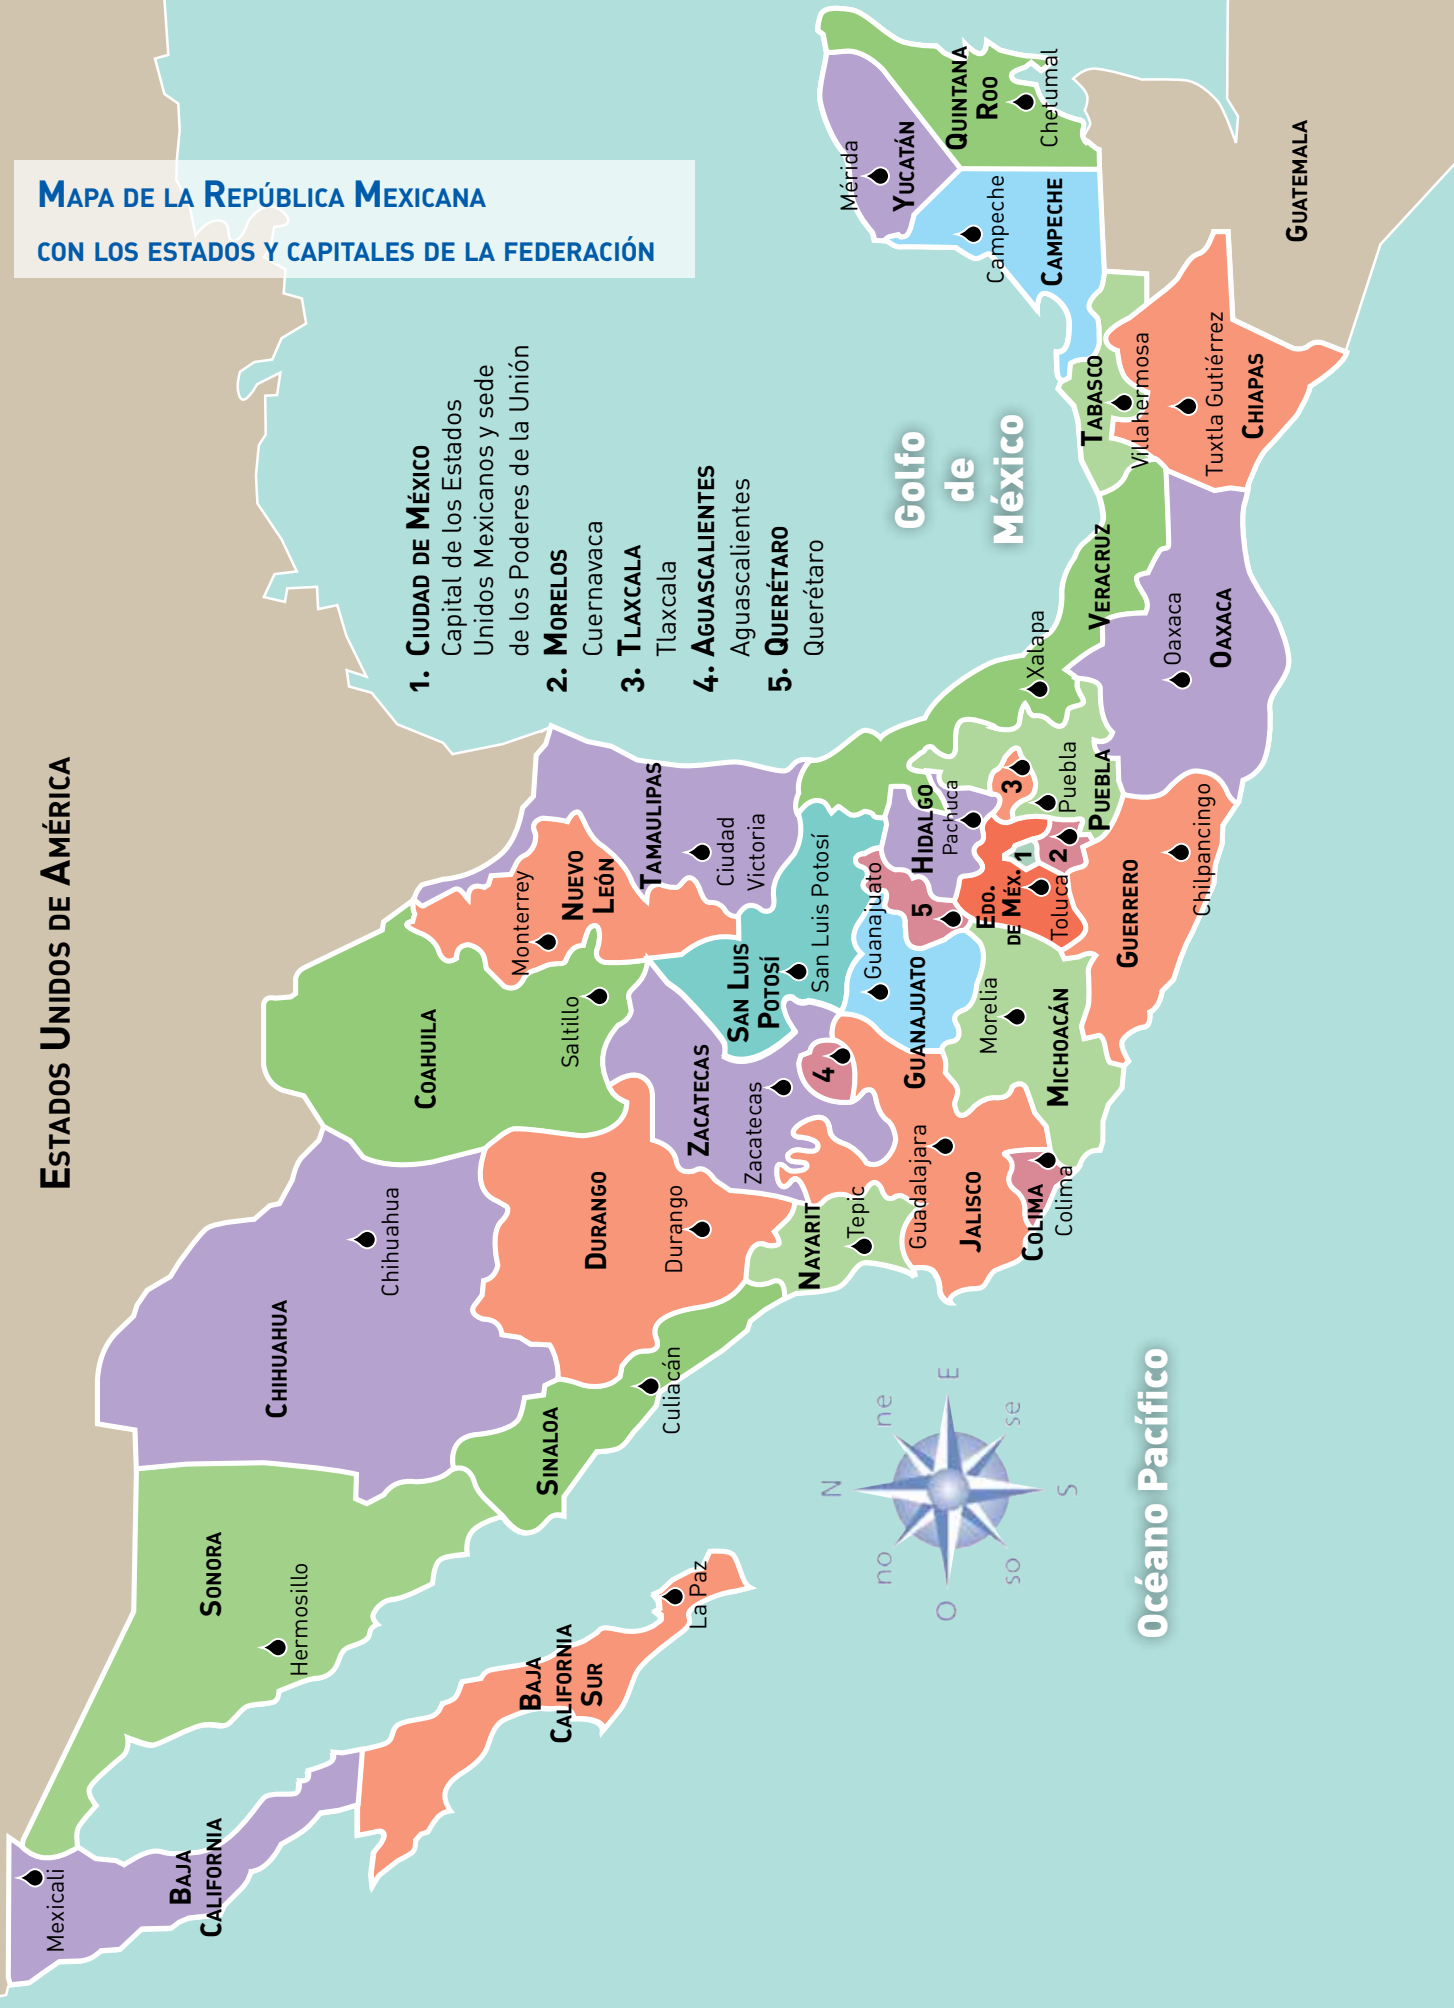 Mapa de la República Mexicana
con los estados y capitales de la federación
Estados Unidos de América
1. Ciudad de México
Capital de los Estados
Unidos Mexicanos y sede
de los Poderes de la Unión
2. Morelos
Cuernavaca
3. Tlaxcala
Tlaxcala
4. Aguascalientes
Aguascalientes
5. Querétaro
Querétaro
Mexicali
Baja
California
Baja
California
Sur
La Paz
Sonora
Hermosillo
Chihuahua
Chihuahua
Sinaloa
Culiacán
Durango
Durango
Coahuila
Saltillo
Monterrey
Nuevo
León
Tamaulipas
Ciudad
Victoria
Zacatecas
Zacatecas
San Luis
Potosí
San Luis Potosí
Nayarit
Tepic
4
Guadalajara
Jalisco
Colima
Colima
Guanajuato
Guanajuato
5
Hidalgo
Pachuca
Morelia
Michoacán
Edo.
de Méx.
Toluca
1
2
3
Puebla
Puebla
Guerrero
Chilpancingo
Xalapa
Veracruz
Oaxaca
Oaxaca
Tabasco
Villahermosa
Tuxtla Gutiérrez
Chiapas
Campeche
Campeche
Mérida
Yucatán
Quintana
Roo
Chetumal
Guatemala
Golfo
de
México
Océano Pacífico
N
ne
E
se
S
so
O
no